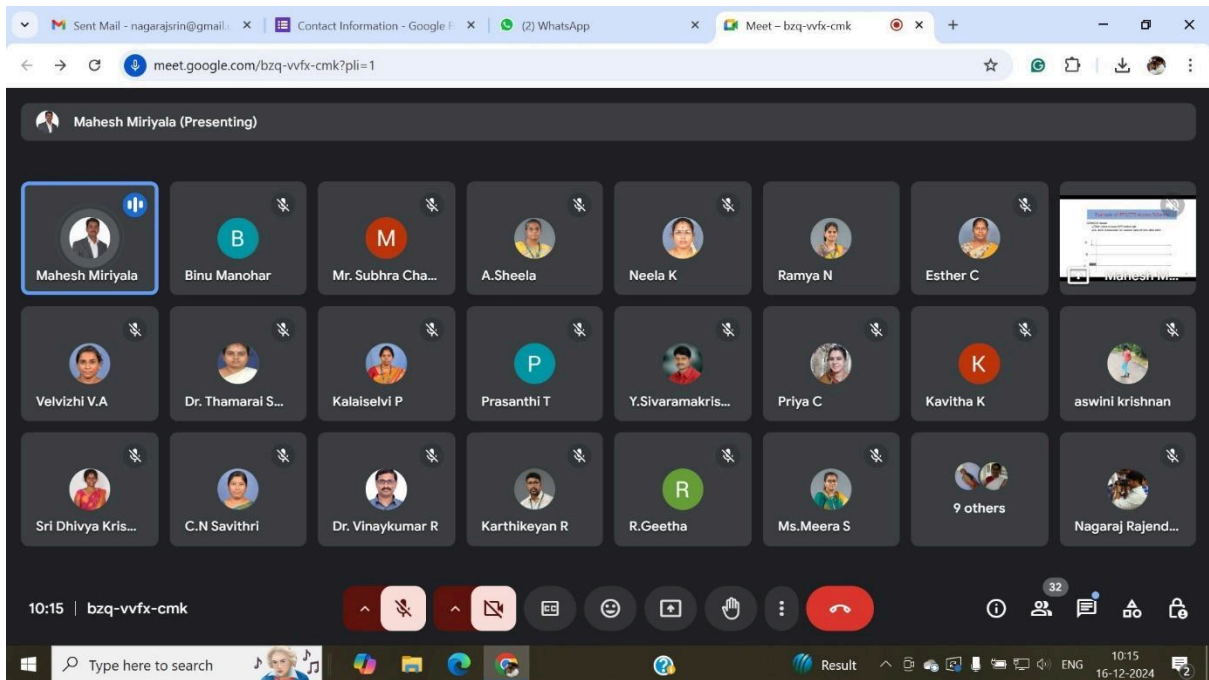 Sent Mail - nagarajsrin@gmail.
Contact Information - Google F
(2) WhatsApp
Meet – bzq-vvfx-cmk
meet.google.com/bzq-vvfx-cmk?pli=1
Mahesh Miriyala (Presenting)
Mahesh Miriyala
B
Binu Manohar
M
Mr. Subhra Cha...
A.Sheela
Neela K
Ramya N
Esther C
Mahesh M...
Velvizhi V.A
Dr. Thamarai S...
Kalaiselvi P
P
Prasanthi T
Y.Sivaramakris...
Priya C
K
Kavitha K
aswini krishnan
Sri Dhivya Kris...
C.N Savithri
Dr. Vinaykumar R
Karthikeyan R
R
R.Geetha
Ms.Meera S
9 others
Nagaraj Rajend...
10:15 | bzq-vvfx-cmk
CC
32
Type here to search
Result
ENG
10:15
16-12-2024
2